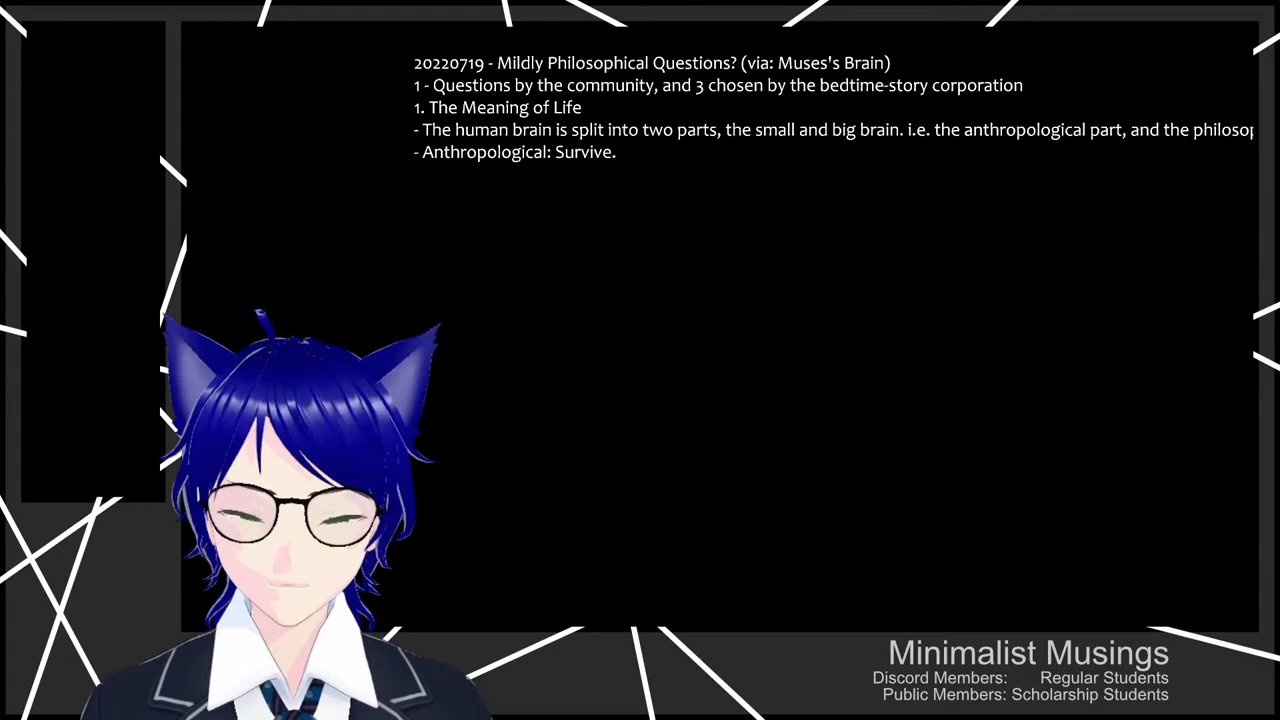 20220719 - Mildly Philosophical Questions? (via: Muses's Brain)
1 - Questions by the community, and 3 chosen by the bedtime-story corporation
1. The Meaning of Life
- The human brain is split into two parts, the small and big brain. i.e. the anthropological part, and the philosop
- Anthropological: Survive.
Minimalist Musings
Discord Members: Regular Students
Public Members: Scholarship Students